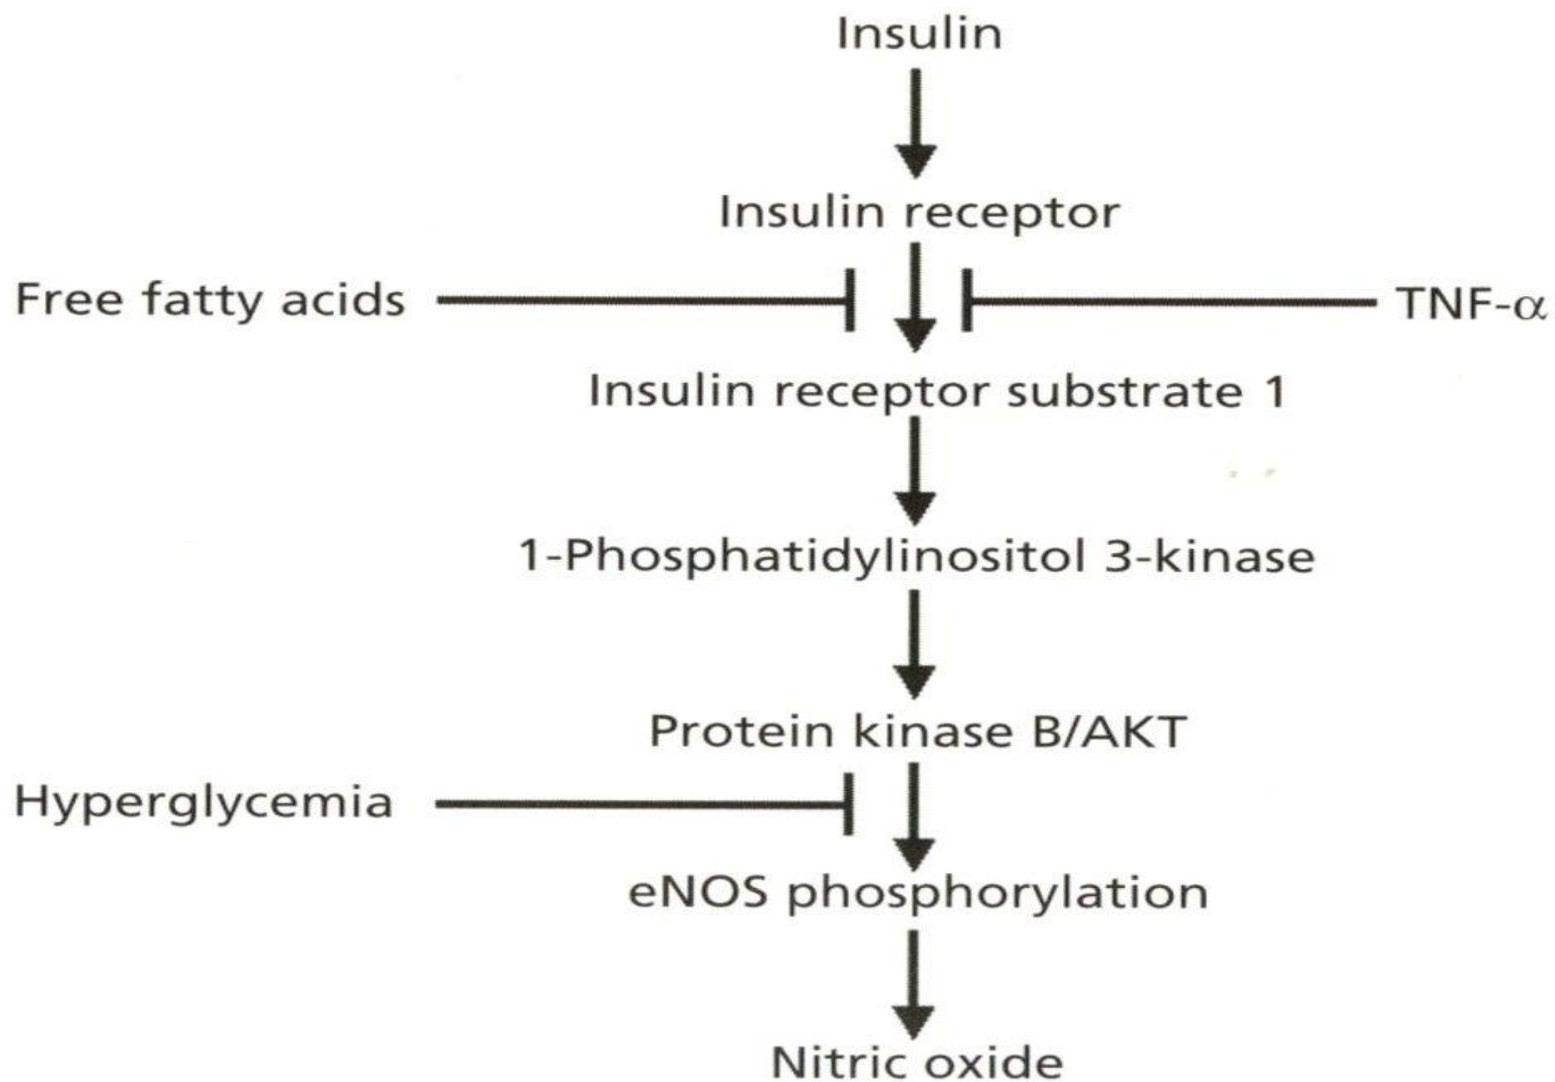 Insulin
Insulin receptor
Free fatty acids
TNF-α
Insulin receptor substrate 1
1-Phosphatidylinositol 3-kinase
Protein kinase B/AKT
Hyperglycemia
eNOS phosphorylation
Nitric oxide